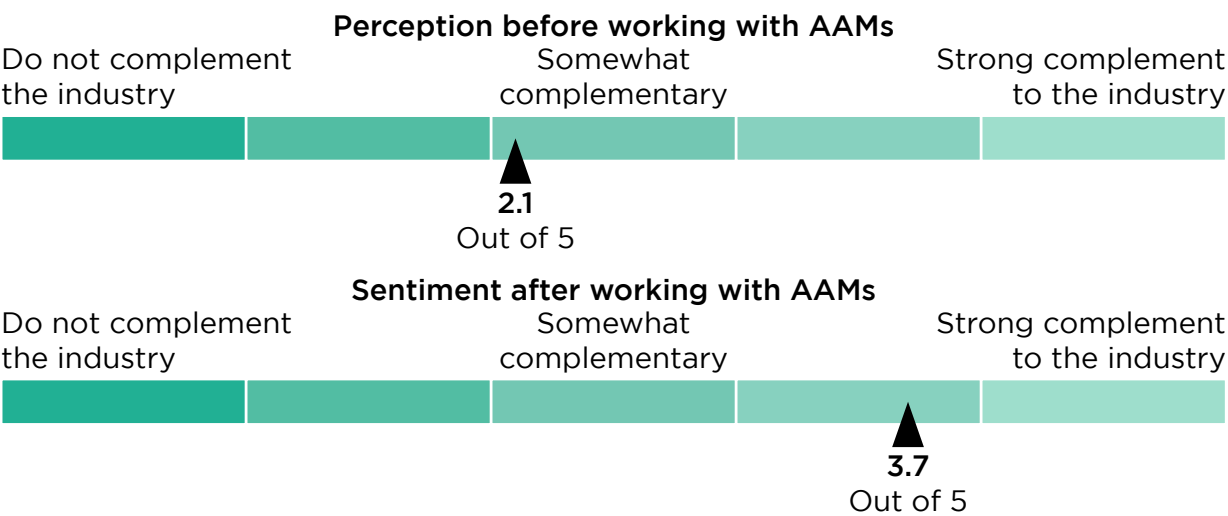 Perception before working with AAMs
Do not complement
the industry
Somewhat
complementary
Strong complement
to the industry
2.1
Out of 5
Sentiment after working with AAMs
Do not complement
the industry
Somewhat
complementary
Strong complement
to the industry
3.7
Out of 5